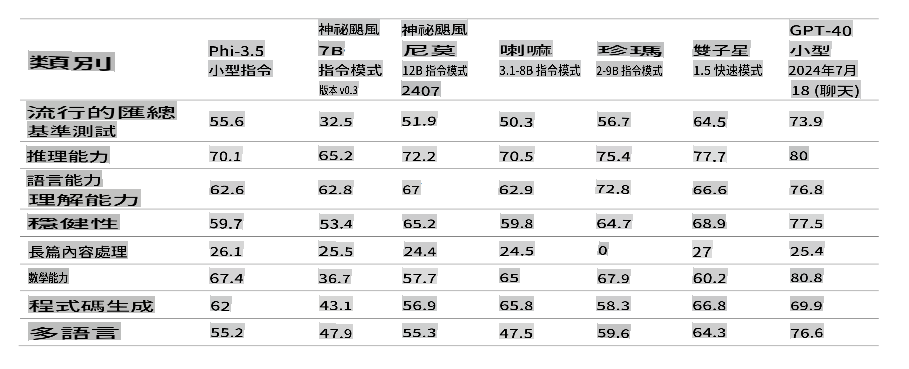 類別 Phi-3.5 小型指令 神祕颶風 7B 指令模式 版本 v0.3 神祕颶風 尼莫 12B 指令模式 2407 喇嘛 3.1-8B 指令模式 珍瑪 2-9B 指令模式 雙子星 1.5 快速模式 GPT-40 小型 2024年7月 18 (聊天)
流行的匯總 基準測試 55.6 32.5 51.9 50.3 56.7 64.5 73.9
推理能力 70.1 65.2 72.2 70.5 75.4 77.7 80
語言能力 理解能力 62.6 62.8 67 62.9 72.8 66.6 76.8
穩健性 59.7 53.4 65.2 59.8 64.7 68.9 77.5
長篇內容處理 26.1 25.5 24.4 24.5 0 27 25.4
數學能力 67.4 36.7 57.7 65 67.9 60.2 80.8
程式碼生成 62 43.1 56.9 65.8 58.3 66.8 69.9
多語言 55.2 47.9 55.3 47.5 59.6 64.3 76.6